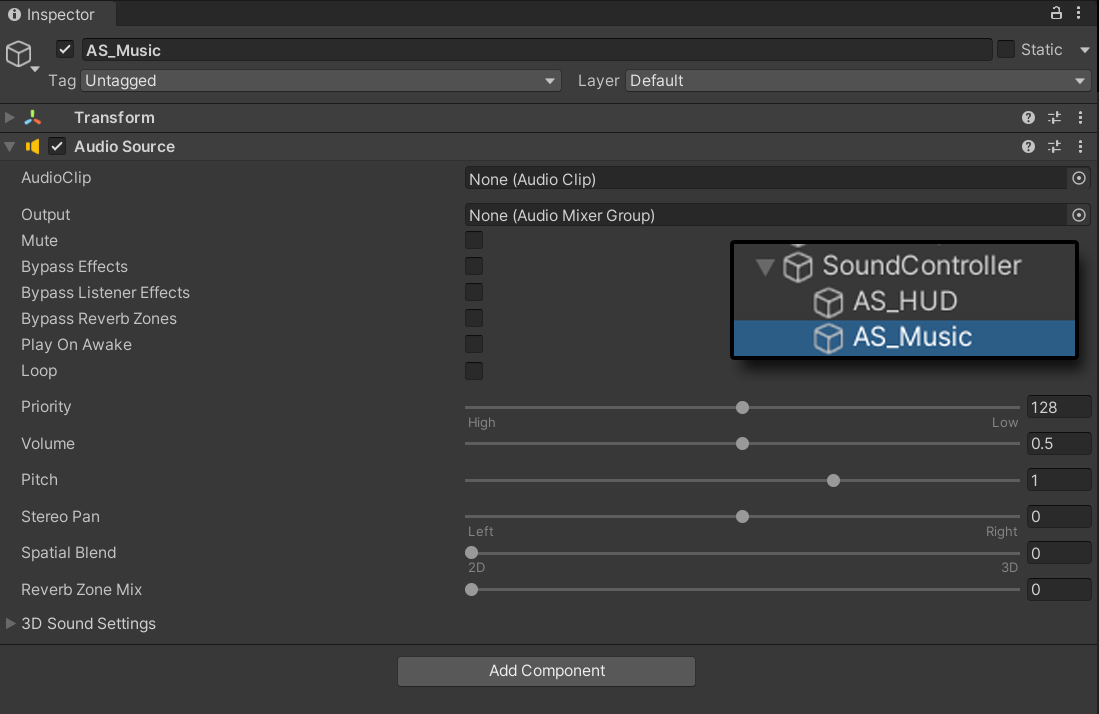 Inspector
AS_Music
Static
Tag Untagged
Layer Default
Transform
Audio Source
AudioClip
None (Audio Clip)
Output
None (Audio Mixer Group)
Mute
Bypass Effects
Bypass Listener Effects
Bypass Reverb Zones
Play On Awake
Loop
SoundController
AS_HUD
AS_Music
Priority
128
High Low
Volume
0.5
Pitch
1
Stereo Pan
0
Left Right
Spatial Blend
0
2D 3D
Reverb Zone Mix
0
3D Sound Settings
Add Component